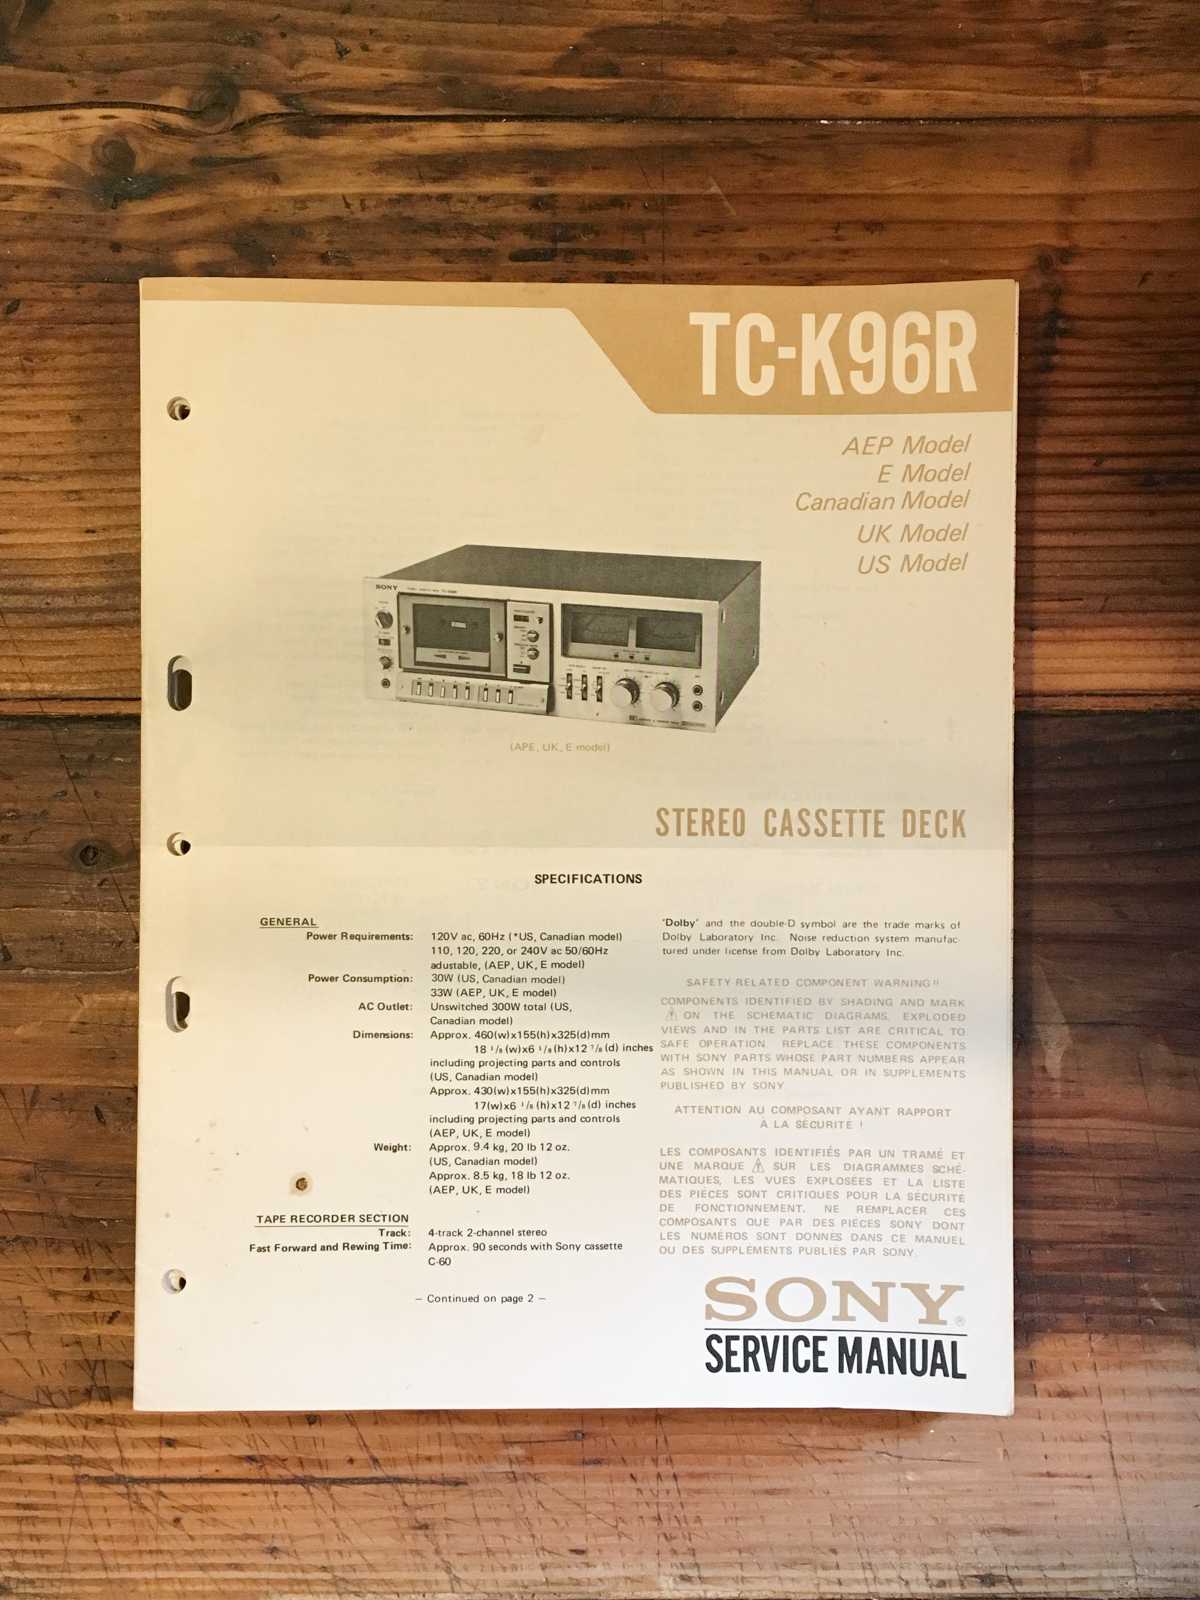 TC-K96R
AEP Model
E Model
Canadian Model
UK Model
US Model
SONY
(APE, UK, E model)
STEREO CASSETTE DECK
SPECIFICATIONS
GENERAL
Power Requirements: 120V ac, 60Hz (*US, Canadian model)
110, 120, 220, or 240V ac 50/60Hz
adustable, (AEP, UK, E model)
Power Consumption: 30W (US, Canadian model)
33W (AEP, UK, E model)
AC Outlet: Unswitched 300W total (US,
Canadian model)
Dimensions: Approx. 460(w)x155(h)x325(d)mm
18 1/8 (w)x6 1/8 (h)x12 7/8 (d) inches
including projecting parts and controls
(US, Canadian model)
Approx. 430(w)x155(h)x325(d)mm
17(w)x6 1/8 (h)x12 7/8 (d) inches
including projecting parts and controls
(AEP, UK, E model)
Weight: Approx. 9.4 kg, 20 lb 12 oz.
(US, Canadian model)
Approx. 8.5 kg, 18 lb 12 oz.
(AEP, UK, E model)
TAPE RECORDER SECTION
Track: 4-track 2-channel stereo
Fast Forward and Rewing Time: Approx. 90 seconds with Sony cassette
C-60
– Continued on page 2 –
'Dolby' and the double-D symbol are the trade marks of
Dolby Laboratory Inc. Noise reduction system manufac-
tured under license from Dolby Laboratory Inc.
SAFETY RELATED COMPONENT WARNING!!
COMPONENTS IDENTIFIED BY SHADING AND MARK
⚠ ON THE SCHEMATIC DIAGRAMS, EXPLODED
VIEWS AND IN THE PARTS LIST ARE CRITICAL TO
SAFE OPERATION. REPLACE THESE COMPONENTS
WITH SONY PARTS WHOSE PART NUMBERS APPEAR
AS SHOWN IN THIS MANUAL OR IN SUPPLEMENTS
PUBLISHED BY SONY.
ATTENTION AU COMPOSANT AYANT RAPPORT
À LA SÉCURITÉ !
LES COMPOSANTS IDENTIFIÉS PAR UN TRAMÉ ET
UNE MARQUE ⚠ SUR LES DIAGRAMMES SCHÉ-
MATIQUES, LES VUES EXPLOSÉES ET LA LISTE
DES PIÈCES SONT CRITIQUES POUR LA SÉCURITÉ
DE FONCTIONNEMENT. NE REMPLACER CES
COMPOSANTS QUE PAR DES PIÈCES SONY DONT
LES NUMÉROS SONT DONNÉS DANS CE MANUEL
OU DES SUPPLÉMENTS PUBLIÉS PAR SONY.
SONY®
SERVICE MANUAL